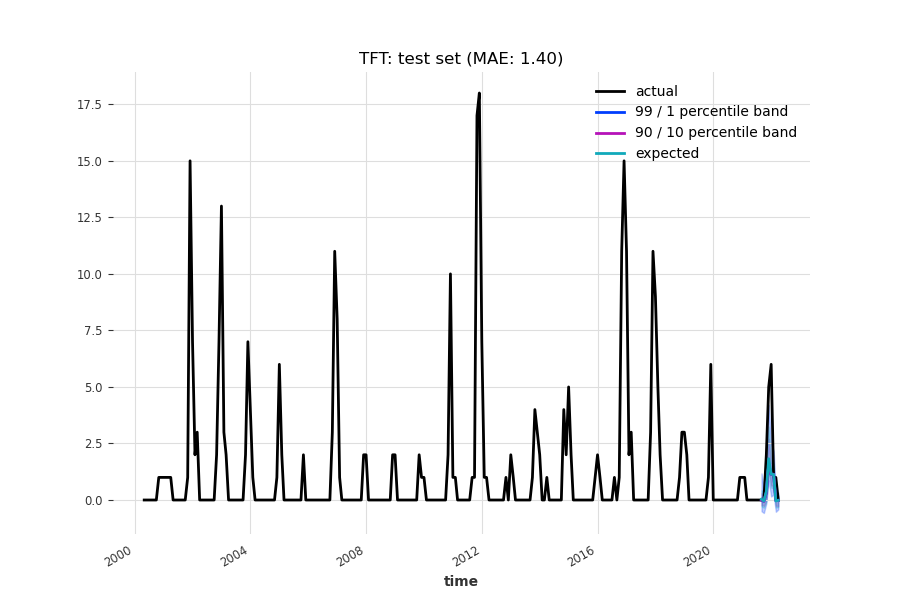 TFT: test set (MAE: 1.40)
actual
99 / 1 percentile band
90 / 10 percentile band
expected
17.5
15.0
12.5
10.0
7.5
5.0
2.5
0.0
2000
2004
2008
2012
2016
2020
time